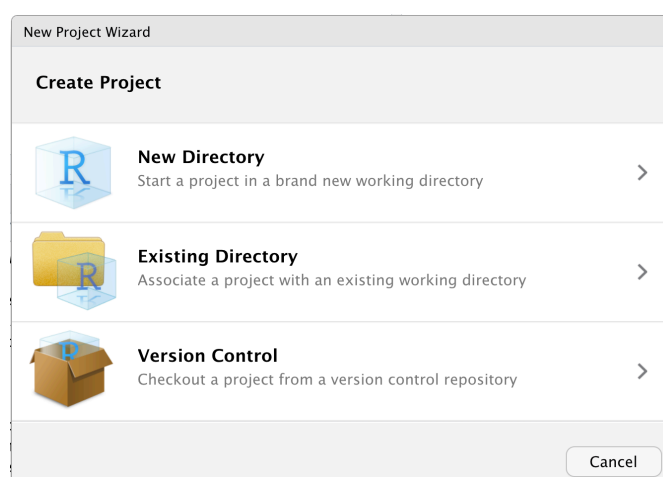 New Project Wizard
Create Project
New Directory
Start a project in a brand new working directory
Existing Directory
Associate a project with an existing working directory
Version Control
Checkout a project from a version control repository
Cancel